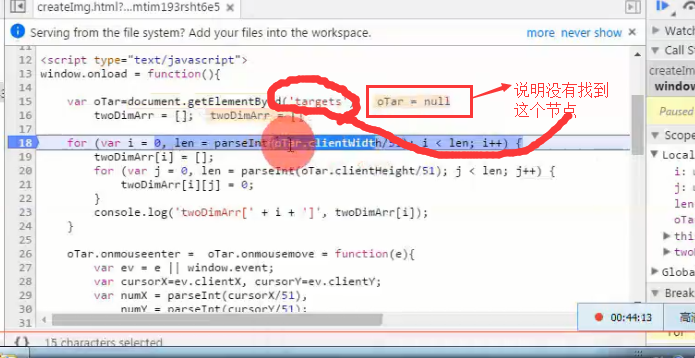 createImg.html?...mtim193rsht6e5 ×
Serving from the file system? Add your files into the workspace. more never show ×
12 <script type="text/javascript">
13 window.onload = function(){
14
15 var oTar=document.getElementById('targets' oTar = null
16 twoDimArr = []; twoDimArr = []
18 for (var i = 0, len = parseInt(oTar.clientWidth/51); i < len; i++) {
19 twoDimArr[i] = [];
20 for (var j = 0, len = parseInt(oTar.clientHeight/51); j < len; j++) {
21 twoDimArr[i][j] = 0;
22 }
23 console.log('twoDimArr[' + i + ']', twoDimArr[i]);
24 }
25
26 oTar.onmouseenter = oTar.onmousemove = function(e){
27 var ev = e || window.event;
28 var cursorX=ev.clientX, cursorY=ev.clientY;
29 var numX = parseInt(cursorX/51),
30 numY = parseInt(cursorY/51);
31
{} 15 characters selected
说明没有找到
这个节点
Watch
Call St
createIm
window
Paused
Scope
Local
i: u
j: u
len
oTa
this
twoD
Globa
Break
00:44:13
高清